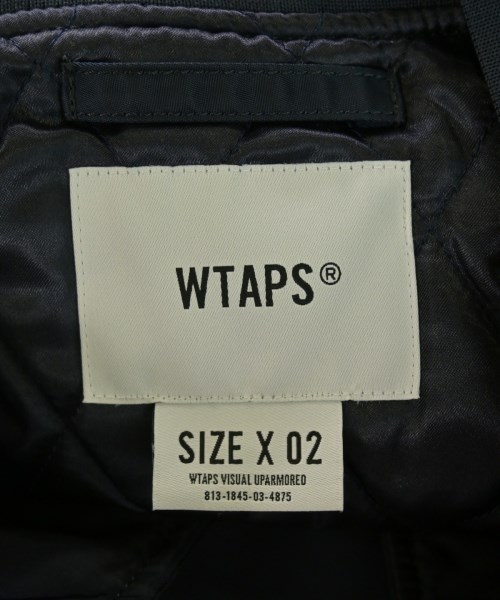 WTAPS®
SIZE X 02
WTAPS VISUAL UPARMORED
813-1845-03-4875